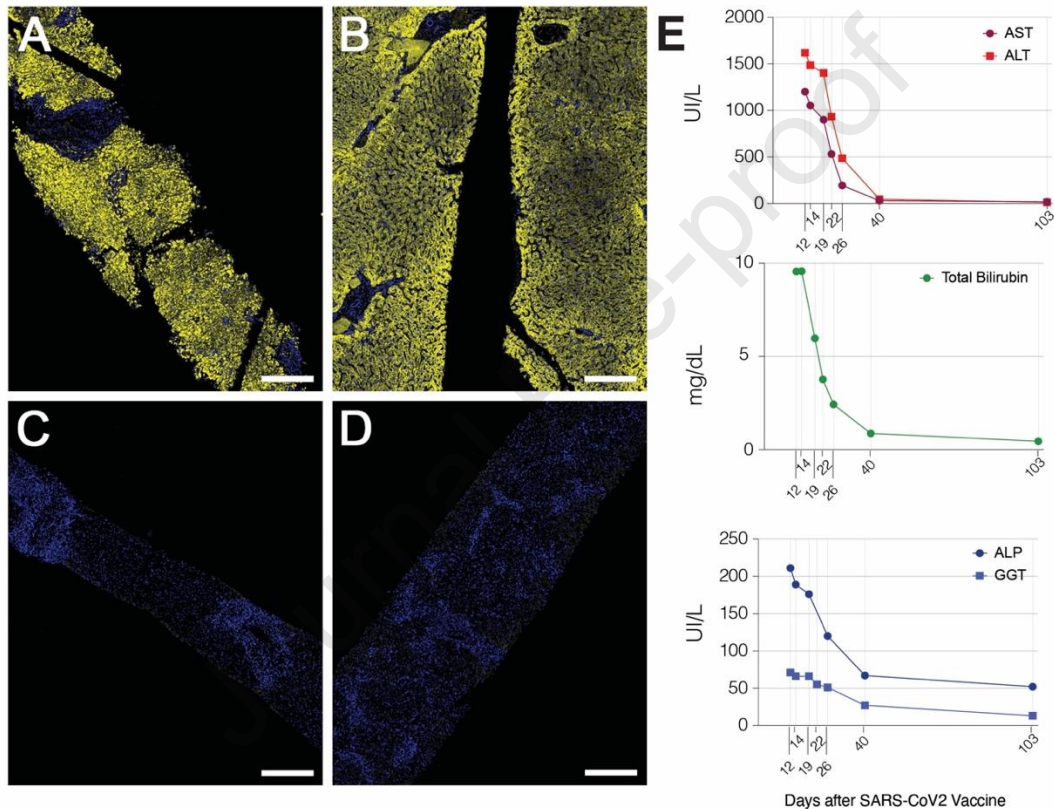 A
B
C
D
E
2000
1500
1000
500
0
UI/L
AST
ALT
12
14
19
22
26
40
103
10
5
0
mg/dL
Total Bilirubin
12
14
19
22
26
40
103
250
200
150
100
50
0
UI/L
ALP
GGT
12
14
19
22
26
40
103
Days after SARS-CoV2 Vaccine
Journal Pre-proof